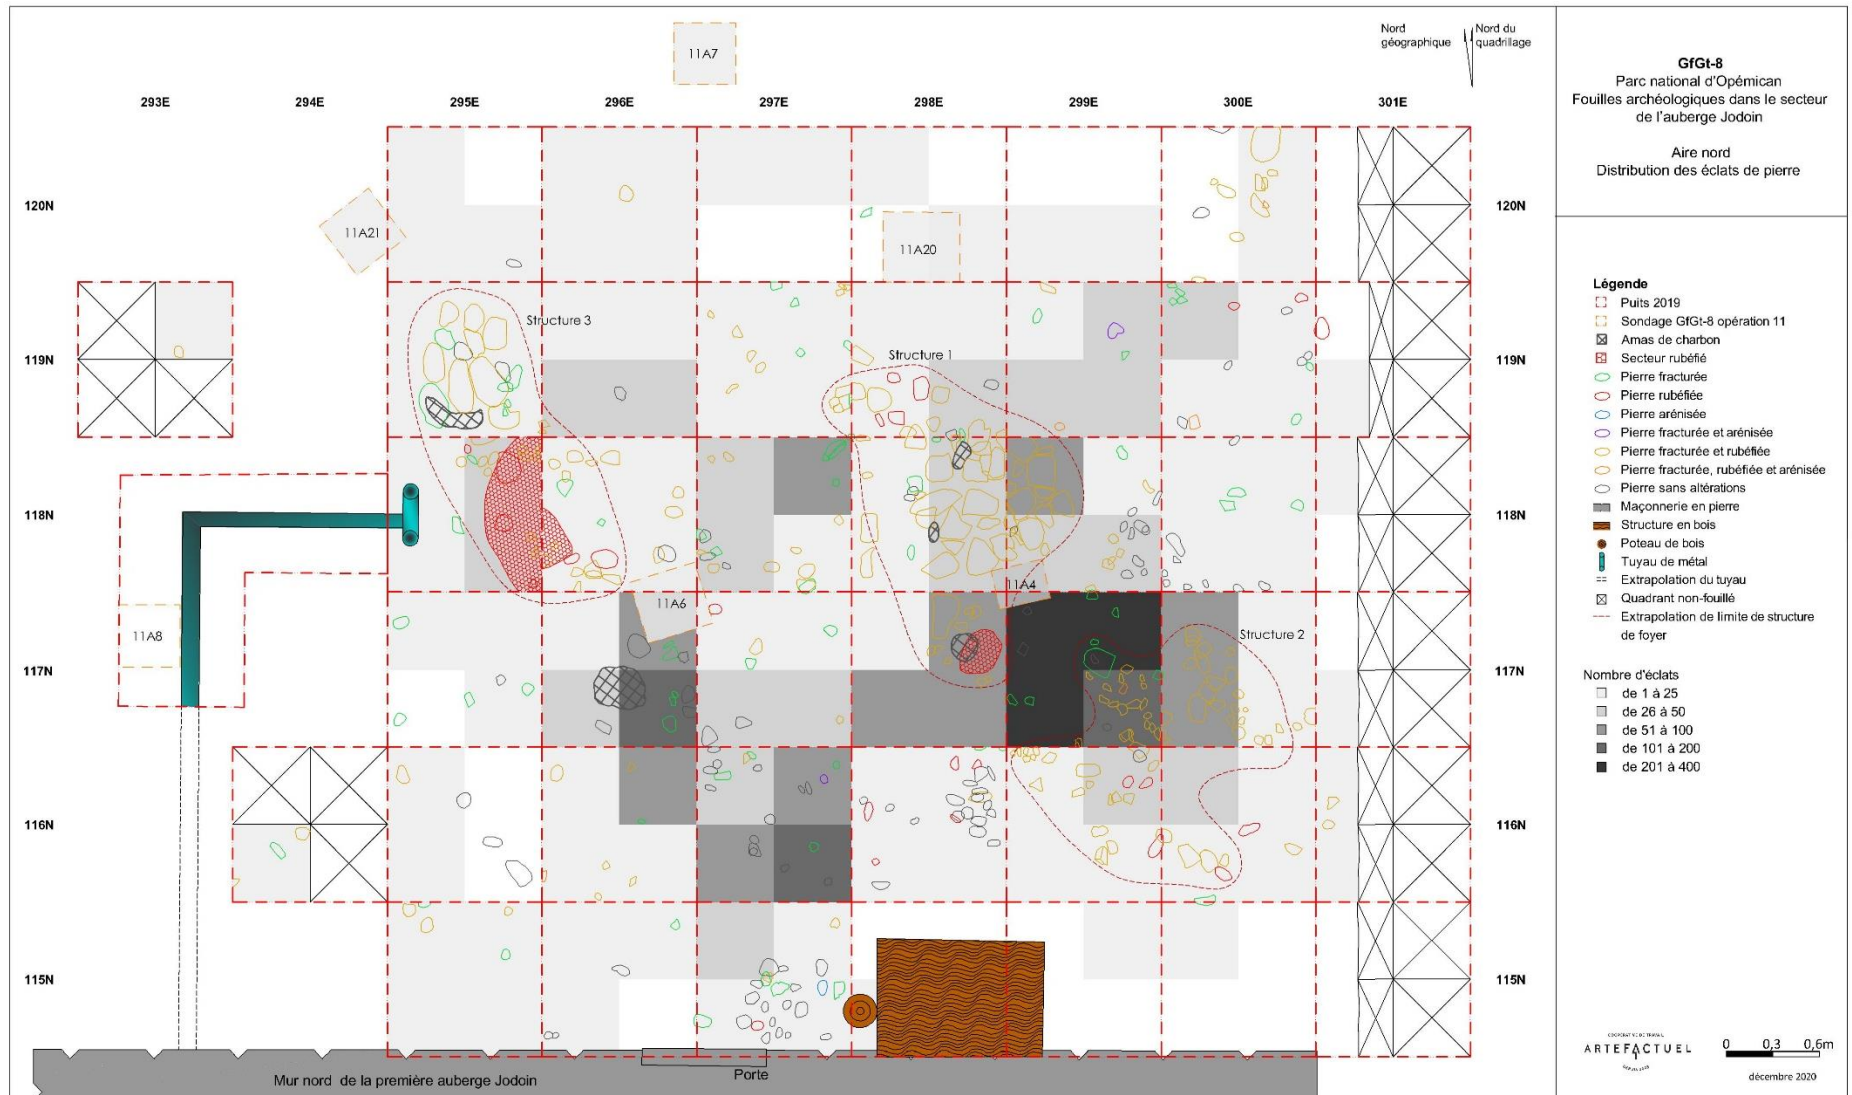 11A7
Nord
géographique
Nord du
quadrillage
293E 294E 295E 296E 297E 298E 299E 300E 301E
120N 120N
11A21
11A20
Structure 3
Structure 1
119N 119N
118N 118N
11A6
11A4
11A8
Structure 2
117N 117N
116N 116N
115N 115N
Mur nord de la première auberge Jodoin
Porte
GfGt-8
Parc national d'Opémican
Fouilles archéologiques dans le secteur
de l'auberge Jodoin
Aire nord
Distribution des éclats de pierre
Légende
Puits 2019
Sondage GfGt-8 opération 11
Amas de charbon
Secteur rubéfié
Pierre fracturée
Pierre rubéfiée
Pierre arénisée
Pierre fracturée et arénisée
Pierre fracturée et rubéfiée
Pierre fracturée, rubéfiée et arénisée
Pierre sans altérations
Maçonnerie en pierre
Structure en bois
Poteau de bois
Tuyau de métal
Extrapolation du tuyau
Quadrant non-fouillé
Extrapolation de limite de structure
de foyer
Nombre d'éclats
de 1 à 25
de 26 à 50
de 51 à 100
de 101 à 200
de 201 à 400
COOPÉRATIVE DE TRAVAIL
ARTEFACTUEL
0 0,3 0,6m
décembre 2020